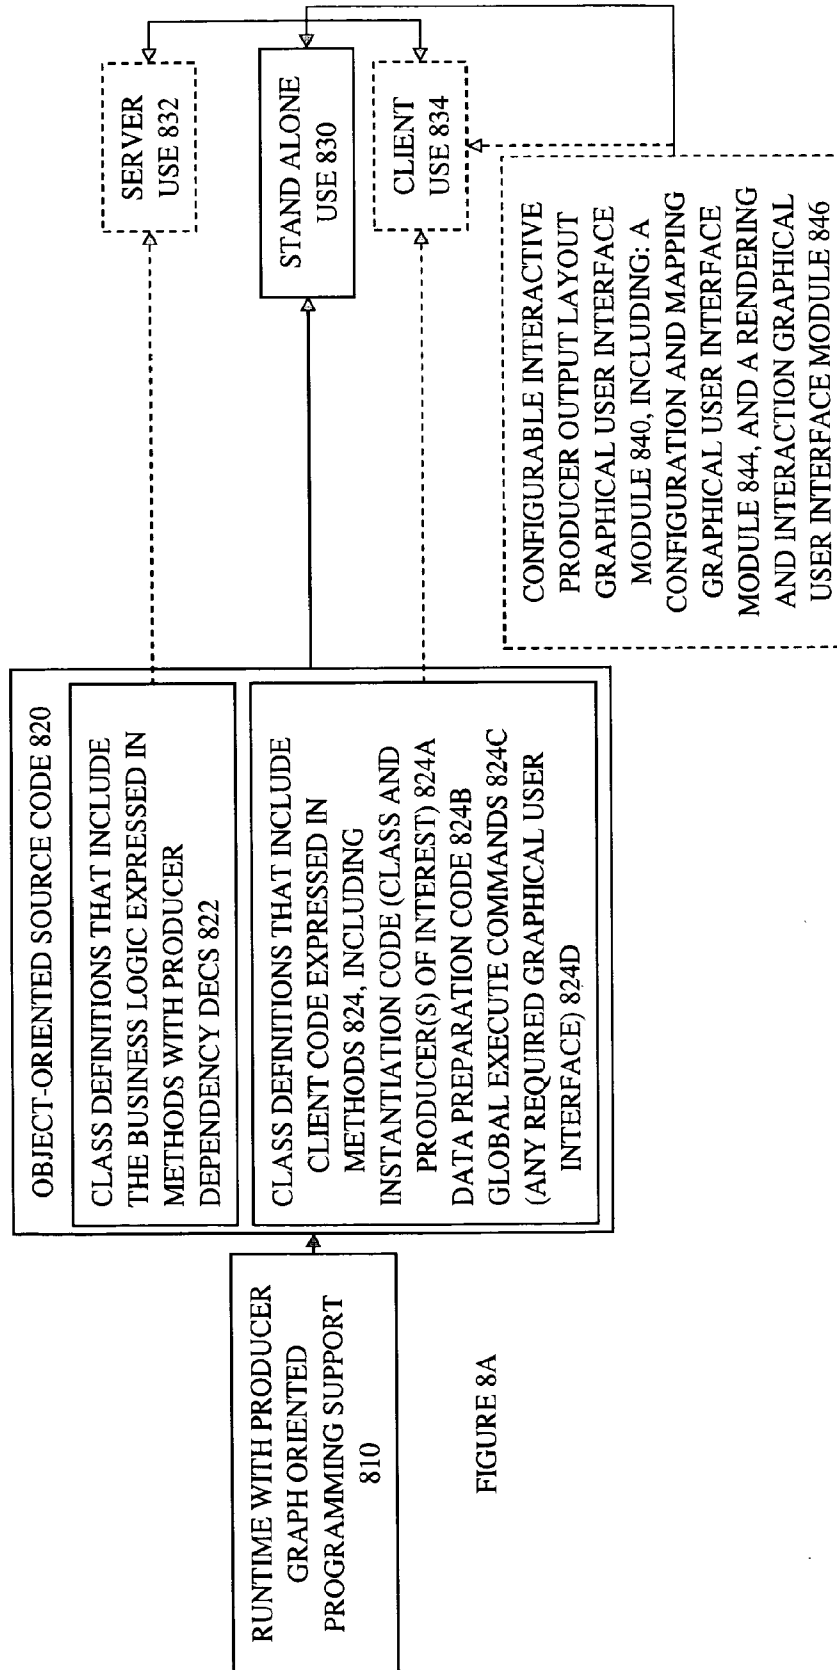 RUNTIME WITH PRODUCER
GRAPH ORIENTED
PROGRAMMING SUPPORT
810
OBJECT-ORIENTED SOURCE CODE 820
CLASS DEFINITIONS THAT INCLUDE
THE BUSINESS LOGIC EXPRESSED IN
METHODS WITH PRODUCER
DEPENDENCY DECS 822
CLASS DEFINITIONS THAT INCLUDE
CLIENT CODE EXPRESSED IN
METHODS 824, INCLUDING
INSTANTIATION CODE (CLASS AND
PRODUCER(S) OF INTEREST) 824A
DATA PREPARATION CODE 824B
GLOBAL EXECUTE COMMANDS 824C
(ANY REQUIRED GRAPHICAL USER
INTERFACE) 824D
SERVER
USE 832
STAND ALONE
USE 830
CLIENT
USE 834
CONFIGURABLE INTERACTIVE
PRODUCER OUTPUT LAYOUT
GRAPHICAL USER INTERFACE
MODULE 840, INCLUDING: A
CONFIGURATION AND MAPPING
GRAPHICAL USER INTERFACE
MODULE 844, AND A RENDERING
AND INTERACTION GRAPHICAL
USER INTERFACE MODULE 846
FIGURE 8A